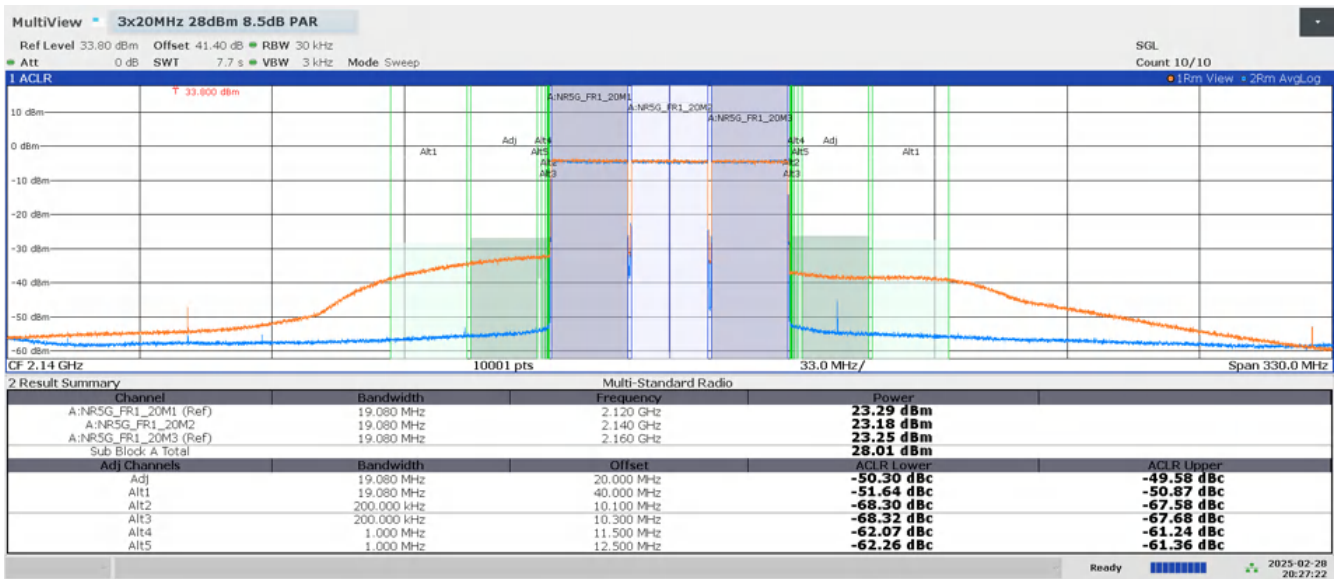 MultiView 3x20MHz 28dBm 8.5dB PAR
Ref Level 33.80 dBm Offset 41.40 dB RBW 30 kHz SGL
Att 0 dB SWT 7.7 s VBW 3 kHz Mode Sweep Count 10/10
1 ACLR 1Rm View 2Rm AvgLog
33.800 dBm
A:NR5G_FR1_20M1
A:NR5G_FR1_20M2
A:NR5G_FR1_20M3
10 dBm
0 dBm
-10 dBm
-20 dBm
-30 dBm
-40 dBm
-50 dBm
-60 dBm
Alt1 Adj Alt4 Alt5 Alt2 Alt3
Alt4 Adj Alt5 Alt1 Alt2 Alt3
CF 2.14 GHz 10001 pts 33.0 MHz/ Span 330.0 MHz
2 Result Summary Multi-Standard Radio
Channel Bandwidth Frequency Power
A:NR5G_FR1_20M1 (Ref) 19.080 MHz 2.120 GHz 23.29 dBm
A:NR5G_FR1_20M2 19.080 MHz 2.140 GHz 23.18 dBm
A:NR5G_FR1_20M3 (Ref) 19.080 MHz 2.160 GHz 23.25 dBm
Sub Block A Total 28.01 dBm
Adj Channels Bandwidth Offset ACLR Lower ACLR Upper
Adj 19.080 MHz 20.000 MHz -50.30 dBc -49.58 dBc
Alt1 19.080 MHz 40.000 MHz -51.64 dBc -50.87 dBc
Alt2 200.000 kHz 10.100 MHz -68.30 dBc -67.58 dBc
Alt3 200.000 kHz 10.300 MHz -68.32 dBc -67.68 dBc
Alt4 1.000 MHz 11.500 MHz -62.07 dBc -61.24 dBc
Alt5 1.000 MHz 12.500 MHz -62.26 dBc -61.36 dBc
Ready 2025-02-28
20:27:22